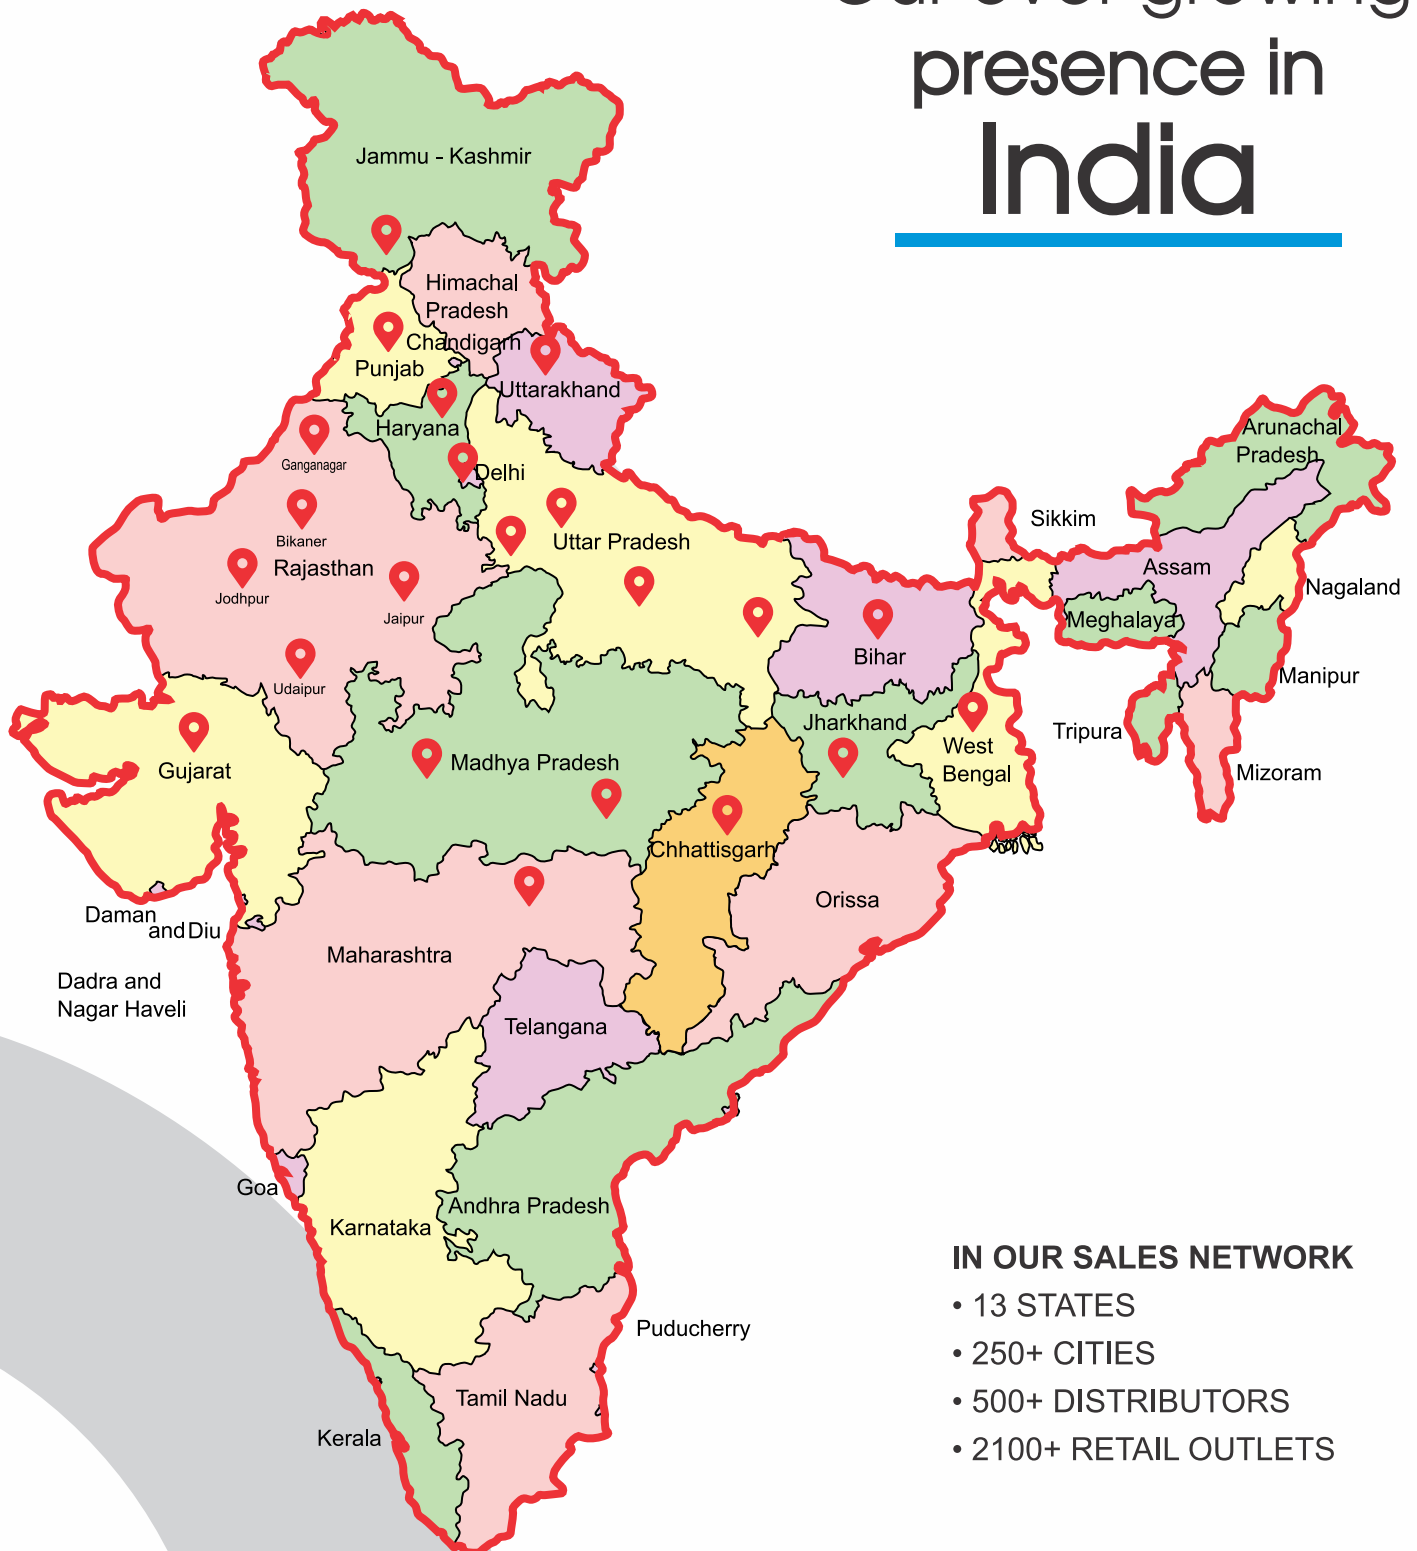 Our ever growing
presence in
India
Jammu - Kashmir
Himachal
Pradesh
Chandigarh
Punjab
Uttarakhand
Haryana
Ganganagar
Delhi
Bikaner
Rajasthan
Jodhpur
Jaipur
Udaipur
Uttar Pradesh
Bihar
Sikkim
Arunachal
Pradesh
Assam
Nagaland
Meghalaya
Manipur
Tripura
Mizoram
Jharkhand
West
Bengal
Gujarat
Madhya Pradesh
Chhattisgarh
Orissa
Daman
and Diu
Dadra and
Nagar Haveli
Maharashtra
Telangana
Goa
Karnataka
Andhra Pradesh
Puducherry
Tamil Nadu
Kerala
IN OUR SALES NETWORK
• 13 STATES
• 250+ CITIES
• 500+ DISTRIBUTORS
• 2100+ RETAIL OUTLETS